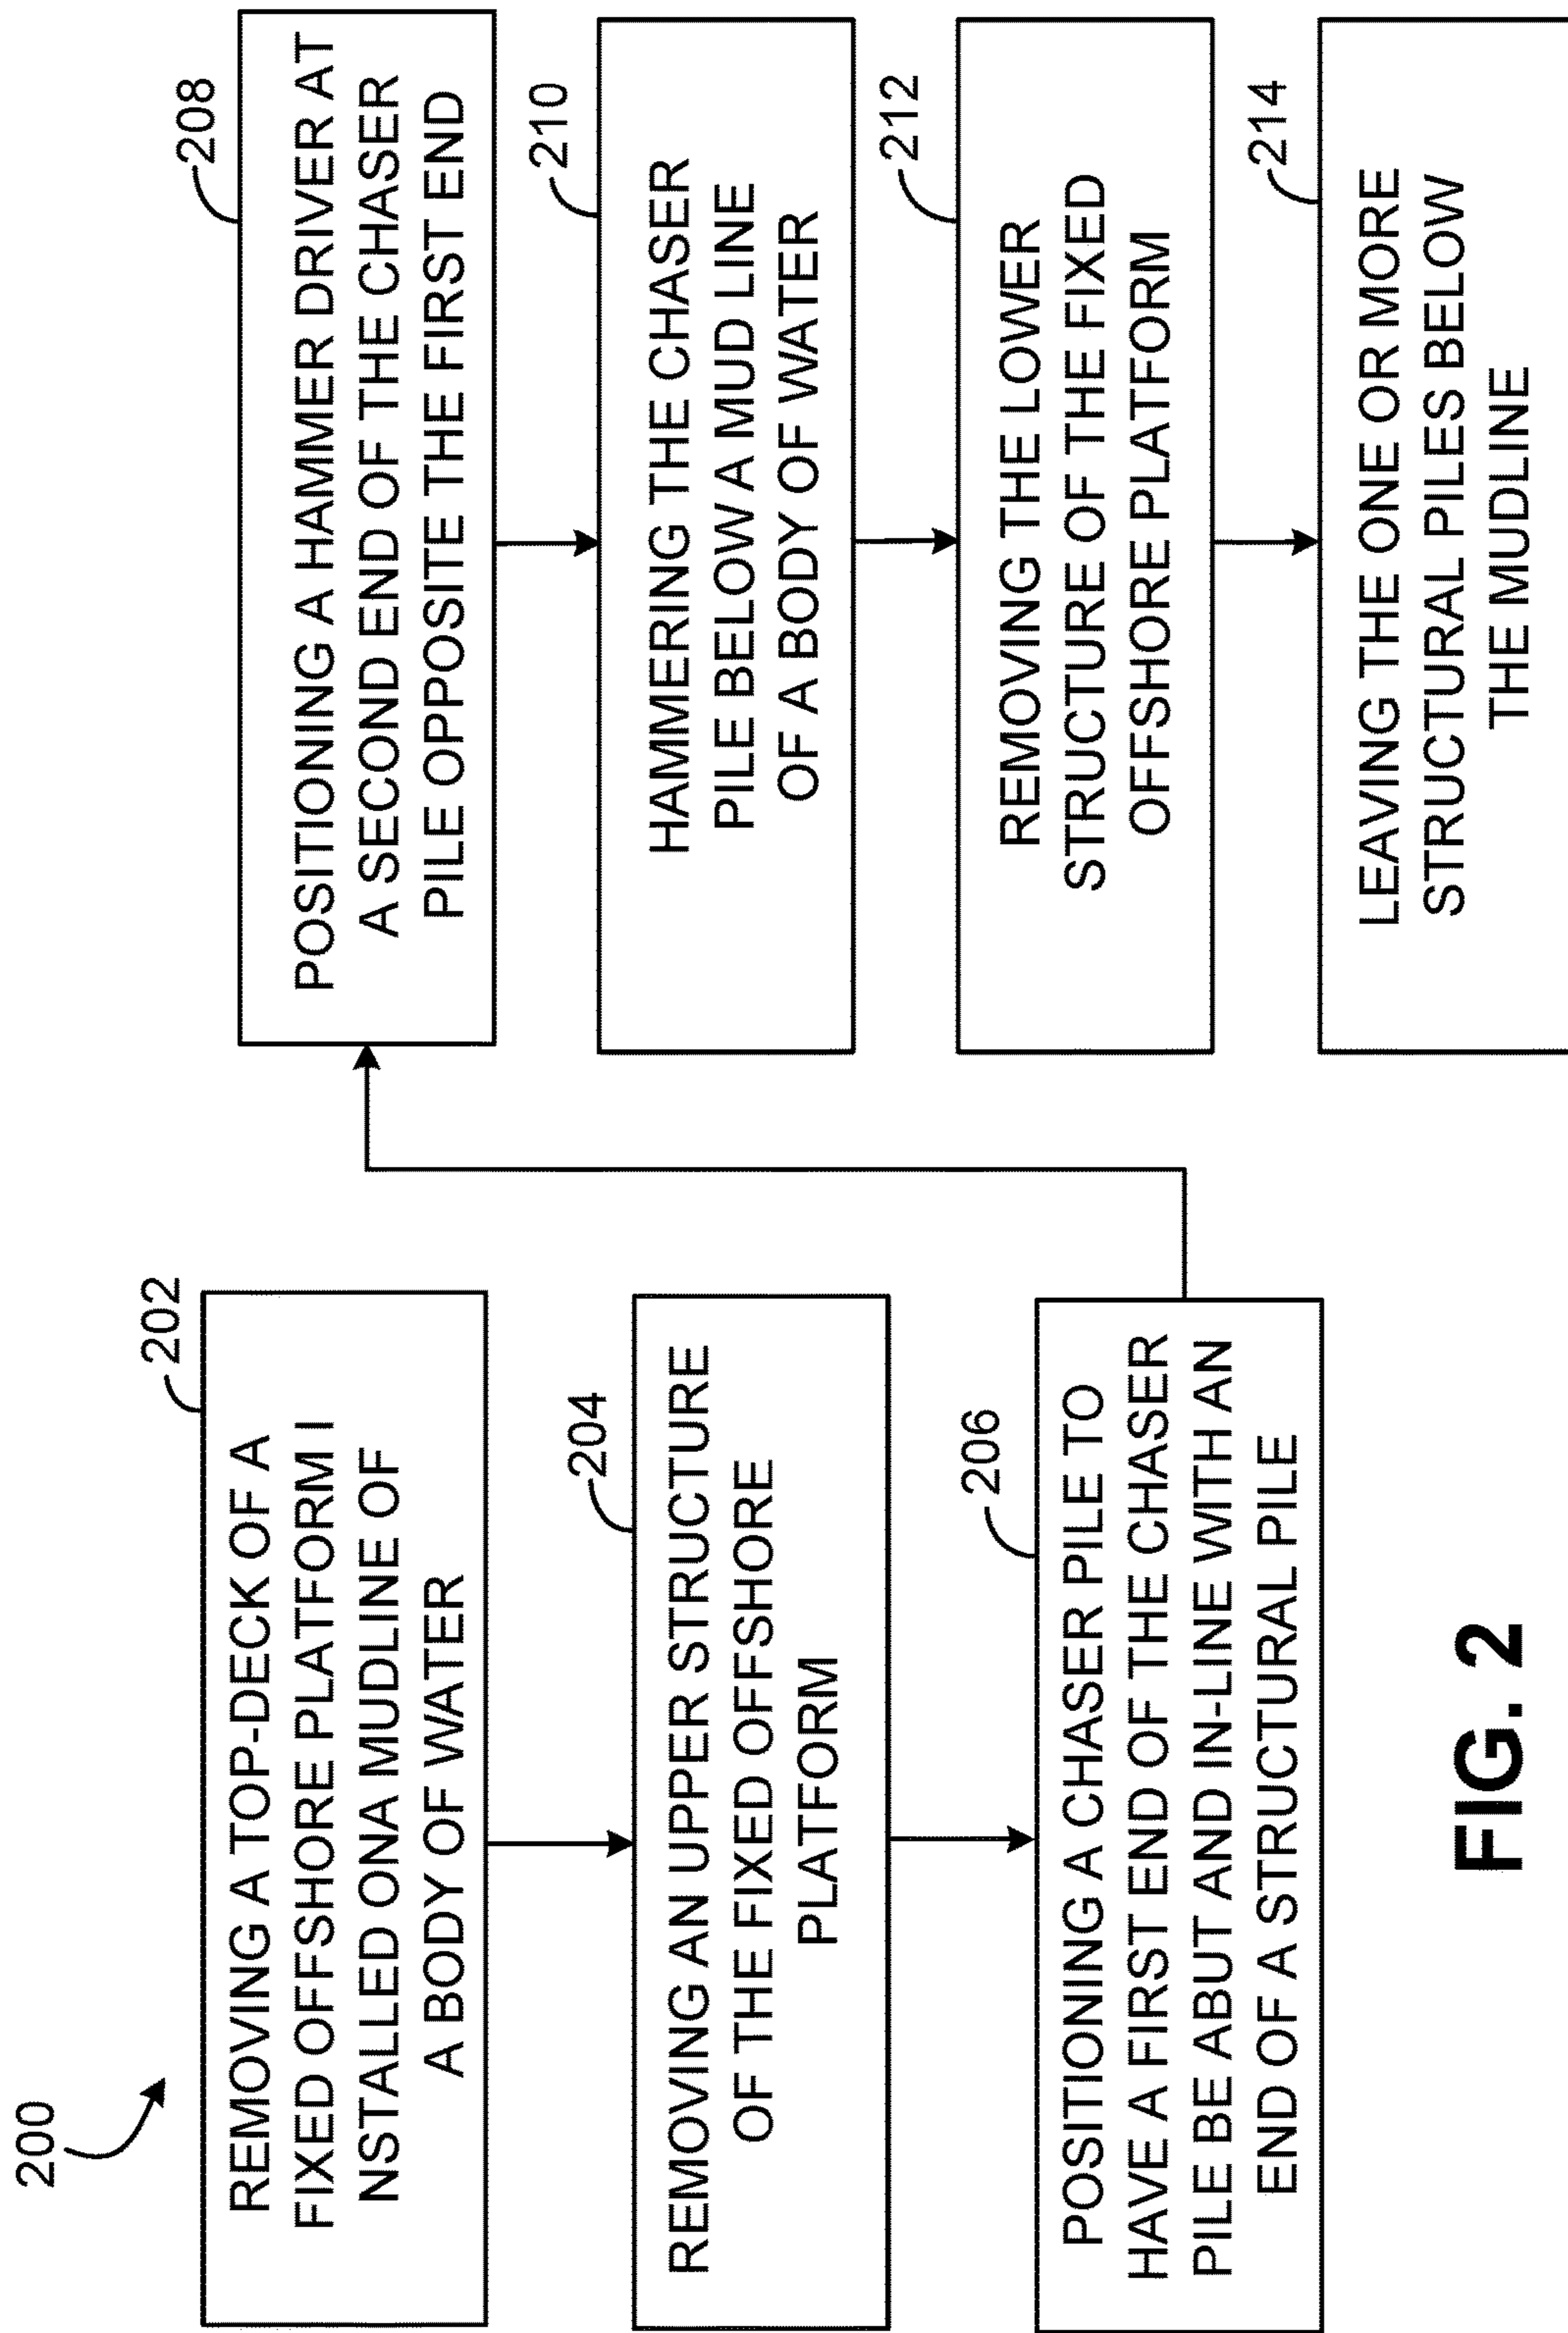 200
202
REMOVING A TOP-DECK OF A
FIXED OFFSHORE PLATFORM I
NSTALLED ONA MUDLINE OF
A BODY OF WATER
204
REMOVING AN UPPER STRUCTURE
OF THE FIXED OFFSHORE
PLATFORM
206
POSITIONING A CHASER PILE TO
HAVE A FIRST END OF THE CHASER
PILE BE ABUT AND IN-LINE WITH AN
END OF A STRUCTURAL PILE
208
POSITIONING A HAMMER DRIVER AT
A SECOND END OF THE CHASER
PILE OPPOSITE THE FIRST END
210
HAMMERING THE CHASER
PILE BELOW A MUD LINE
OF A BODY OF WATER
212
REMOVING THE LOWER
STRUCTURE OF THE FIXED
OFFSHORE PLATFORM
214
LEAVING THE ONE OR MORE
STRUCTURAL PILES BELOW
THE MUDLINE
FIG. 2